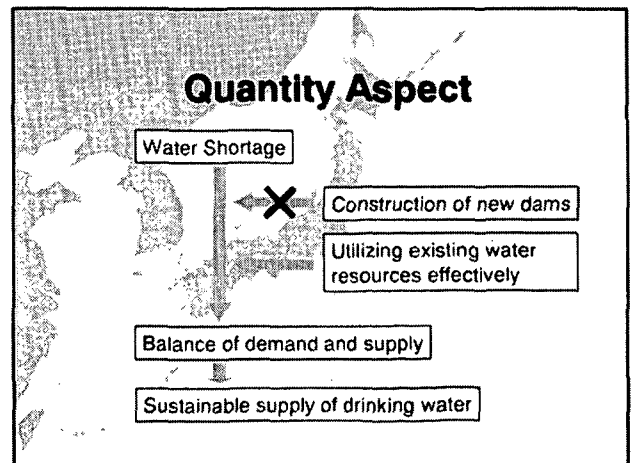 Quantity Aspect
Water Shortage
Construction of new dams
Utilizing existing water
resources effectively
Balance of demand and supply
Sustainable supply of drinking water